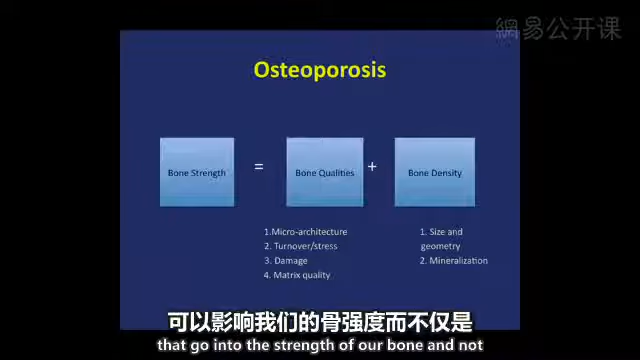 網易公开课
Osteoporosis
Bone Strength = Bone Qualities + Bone Density
1.Micro-architecture
2. Turnover/stress
3. Damage
4. Matrix quality
1. Size and
geometry
2. Mineralization
可以影响我们的骨强度而不仅是
that go into the strength of our bone and not